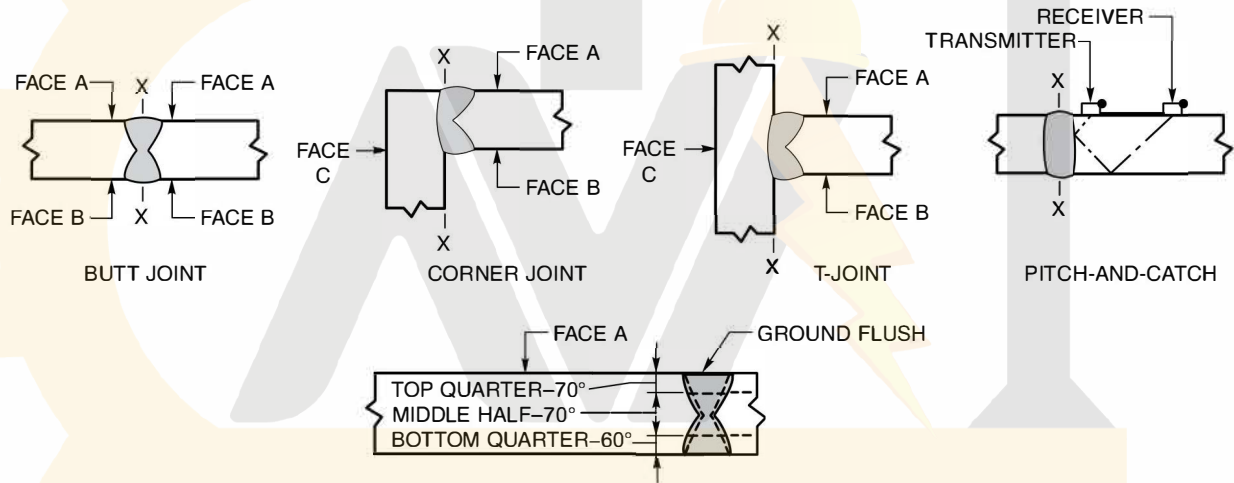 X
FACE A
FACE A
FACE B
FACE B
X
BUTT JOINT
X
FACE A
FACE
C
FACE B
X
CORNER JOINT
X
FACE A
FACE
C
FACE B
X
T-JOINT
RECEIVER
TRANSMITTER
X
X
PITCH-AND-CATCH
FACE A
GROUND FLUSH
TOP QUARTER–70°
MIDDLE HALF–70°
BOTTOM QUARTER–60°